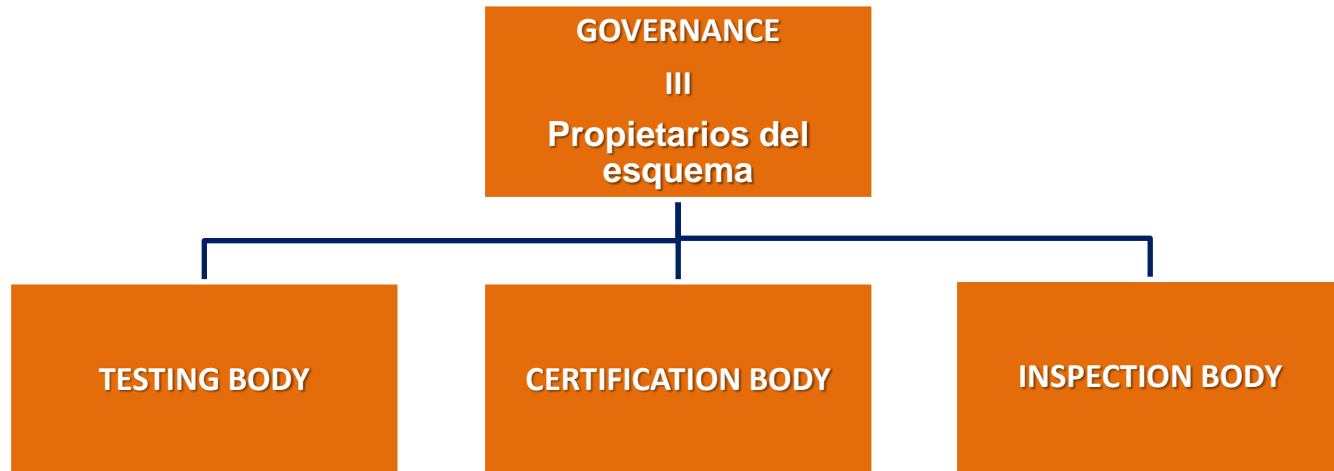 GOVERNANCE
III
Propietarios del
esquema
TESTING BODY
CERTIFICATION BODY
INSPECTION BODY